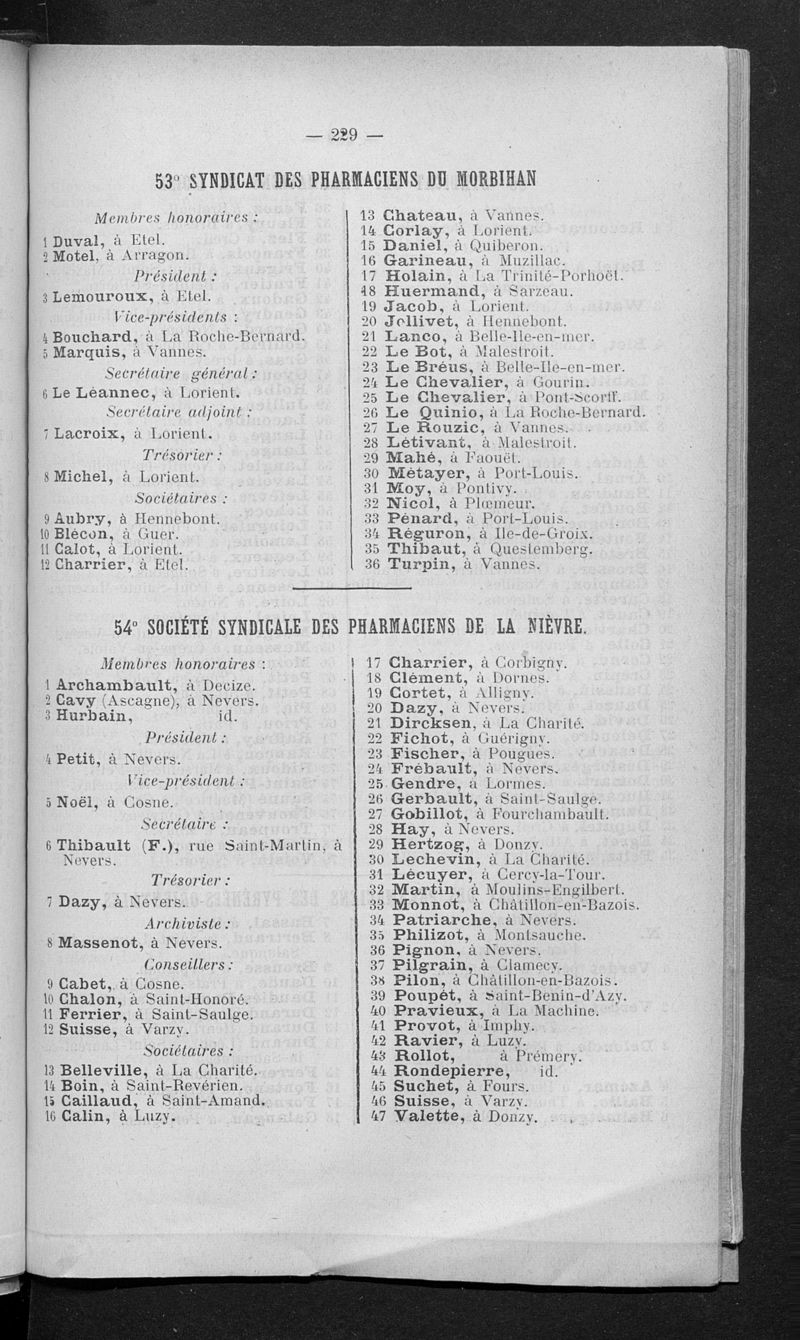 — 229 —
53° SYNDICAT DES PHARMACIENS DU MORBIHAN
Membres honoraires :
1 Duval, à Etel.
2 Motel, à Arragon.
Président :
3 Lemouroux, à Etel.
Vice-présidents :
4 Bouchard, à La Roche-Bernard.
5 Marquis, à Vannes.
Secrétaire général :
6 Le Léannec, à Lorient.
Secrétaire adjoint :
7 Lacroix, à Lorient.
Trésorier :
8 Michel, à Lorient.
Sociétaires :
9 Aubry, à Hennebont.
10 Blécon, à Guer.
11 Calot, à Lorient.
12 Charrier, à Etel.
13 Chateau, à Vannes.
14 Corlay, à Lorient.
15 Daniel, à Quiberon.
16 Garineau, à Muzillac.
17 Holain, à La Trinité-Porhoët.
18 Huermand, à Sarzeau.
19 Jacob, à Lorient.
20 Jollivet, à Hennebont.
21 Lanco, à Belle-Ile-en-mer.
22 Le Bot, à Malestroit.
23 Le Bréus, à Belle-Ile-en-mer.
24 Le Chevalier, à Gourin.
25 Le Chevalier, à Pont-Scorff.
26 Le Quinio, à La Roche-Bernard.
27 Le Rouzic, à Vannes.
28 Létivant, à Malestroit.
29 Mahé, à Faouët.
30 Métayer, à Port-Louis.
31 Moy, à Pontivy.
32 Nicol, à Plœmeur.
33 Pénard, à Port-Louis.
34 Réguron, à Ile-de-Groix.
35 Thibaut, à Questemberg.
36 Turpin, à Vannes.
54° SOCIÉTÉ SYNDICALE DES PHARMACIENS DE LA NIÈVRE.
Membres honoraires :
1 Archambault, à Decize.
2 Cavy (Ascagne), à Nevers.
3 Hurbain, id.
Président :
4 Petit, à Nevers.
Vice-président :
5 Noël, à Cosne.
Secrétaire :
6 Thibault (F.), rue Saint-Martin, à
Nevers.
Trésorier :
7 Dazy, à Nevers.
Archiviste :
8 Massenot, à Nevers.
Conseillers :
9 Cabet, à Cosne.
10 Chalon, à Saint-Honoré.
11 Ferrier, à Saint-Saulge.
12 Suisse, à Varzy.
Sociétaires :
13 Belleville, à La Charité.
14 Boin, à Saint-Revérien.
15 Caillaud, à Saint-Amand.
16 Calin, à Luzy.
17 Charrier, à Corbigny.
18 Clément, à Dornes.
19 Cortet, à Alligny.
20 Dazy, à Nevers.
21 Dircksen, à La Charité.
22 Fichot, à Guérigny.
23 Fischer, à Pougues.
24 Frébault, à Nevers.
25 Gendre, à Lormes.
26 Gerbault, à Saint-Saulge.
27 Gobillot, à Fourchambault.
28 Hay, à Nevers.
29 Hertzog, à Donzy.
30 Lechevin, à La Charité.
31 Lécuyer, à Cercy-la-Tour.
32 Martin, à Moulins-Engilbert.
33 Monnot, à Châtillon-en-Bazois.
34 Patriarche, à Nevers.
35 Philizot, à Montsauche.
36 Pignon, à Nevers.
37 Pilgrain, à Clamecy.
38 Pilon, à Châtillon-en-Bazois.
39 Poupet, à Saint-Benin-d'Azy.
40 Pravieux, à La Machine.
41 Provot, à Imphy.
42 Ravier, à Luzy.
43 Rollot, à Prémery.
44 Rondepierre, id.
45 Suchet, à Fours.
46 Suisse, à Varzy.
47 Valette, à Donzy.